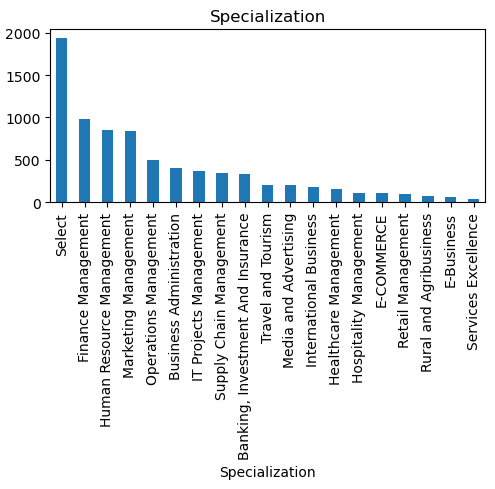 Specialization
2000
1500
1000
500
0
Select
Finance Management
Human Resource Management
Marketing Management
Operations Management
Business Administration
IT Projects Management
Supply Chain Management
Banking, Investment And Insurance
Travel and Tourism
Media and Advertising
International Business
Healthcare Management
Hospitality Management
E-COMMERCE
Retail Management
Rural and Agribusiness
E-Business
Services Excellence
Specialization